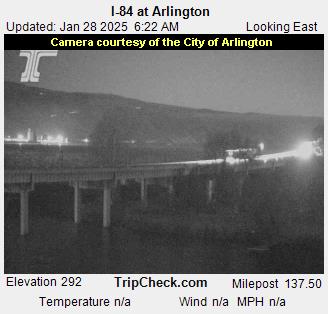 I-84 at Arlington
Updated: Jan 28 2025 6:22 AM Looking East
Camera courtesy of the City of Arlington
Elevation 292 TripCheck.com Milepost 137.50
Temperature n/a Wind n/a MPH n/a